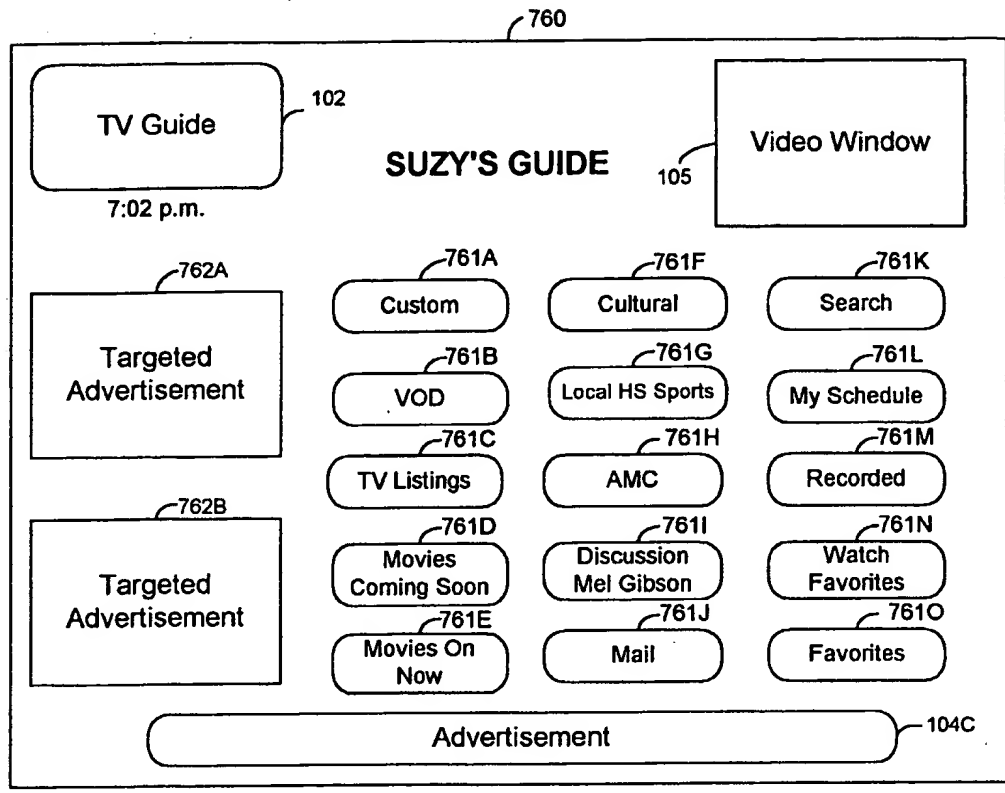 760
TV Guide
102
7:02 p.m.
SUZY'S GUIDE
105
Video Window
762A
Targeted
Advertisement
762B
Targeted
Advertisement
761A
Custom
761B
VOD
761C
TV Listings
761D
Movies
Coming Soon
761E
Movies On
Now
761F
Cultural
761G
Local HS Sports
761H
AMC
761I
Discussion
Mel Gibson
761J
Mail
761K
Search
761L
My Schedule
761M
Recorded
761N
Watch
Favorites
761O
Favorites
Advertisement
104C